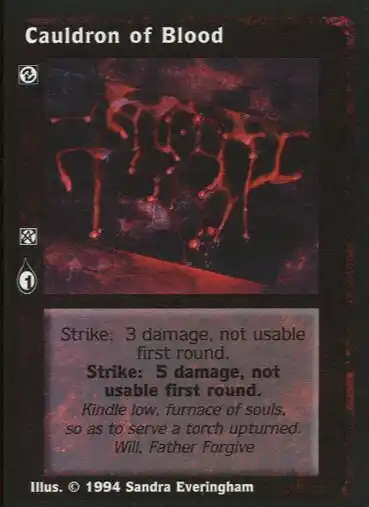 Cauldron of Blood
1
Strike: 3 damage, not usable
first round.
Strike: 5 damage, not
usable first round.
Kindle low, furnace of souls,
so as to serve a torch upturned.
Will, Father Forgive
Illus. © 1994 Sandra Everingham